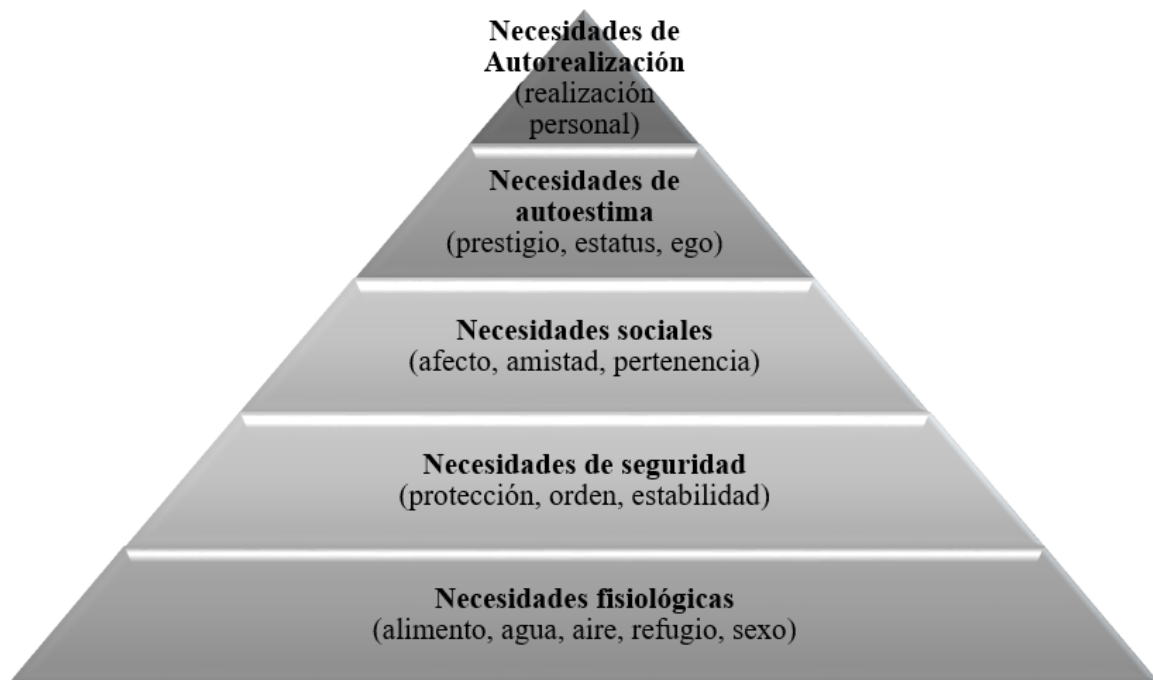 Necesidades de
Autorealización
(realización
personal)
Necesidades de
autoestima
(prestigio, estatus, ego)
Necesidades sociales
(afecto, amistad, pertenencia)
Necesidades de seguridad
(protección, orden, estabilidad)
Necesidades fisiológicas
(alimento, agua, aire, refugio, sexo)